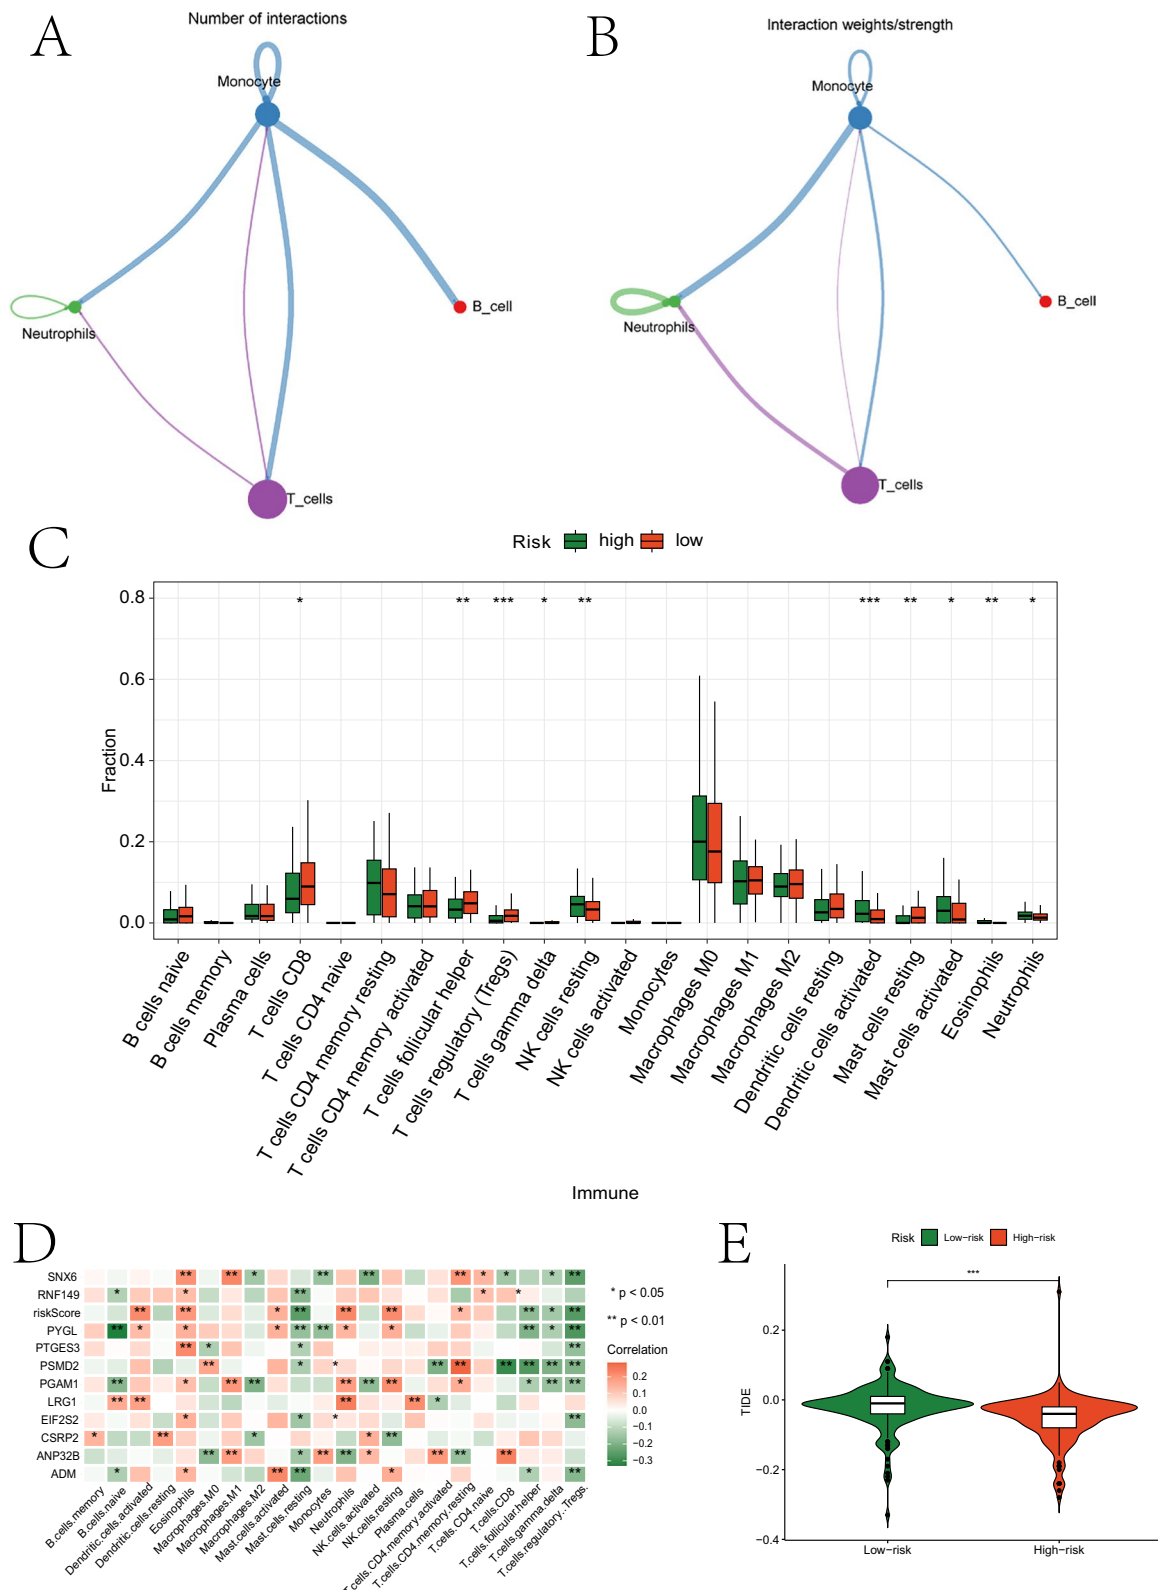 A
Number of interactions
Monocyte
Neutrophils
B_cell
T_cells
B
Interaction weights/strength
Monocyte
Neutrophils
B_cell
T_cells
C
Risk high low
Fraction
0.8
0.6
0.4
0.2
0.0
* ** *** * ** *** ** * ** *
B cells naive
B cells memory
Plasma cells
T cells CD8
T cells CD4 naive
T cells CD4 memory resting
T cells CD4 memory activated
T cells follicular helper
T cells regulatory (Tregs)
T cells gamma delta
NK cells resting
NK cells activated
Monocytes
Macrophages M0
Macrophages M1
Macrophages M2
Dendritic cells resting
Dendritic cells activated
Mast cells resting
Mast cells activated
Eosinophils
Neutrophils
Immune
D
SNX6 ** ** * ** ** ** * * * **
RNF149 * * ** * *
riskScore ** ** * ** ** ** * ** * **
PYGL ** * * * ** ** * * ** * **
PTGES3 ** * * **
PSMD2 ** * * ** ** ** ** ** **
PGAM1 ** * ** ** ** ** ** * * ** **
LRG1 ** ** ** ** *
EIF2S2 * * * **
CSRP2 * ** * * **
ANP32B ** ** * ** ** * ** ** **
ADM * * ** ** * * **
B.cells.memory
B.cells.naive
Dendritic.cells.activated
Dendritic.cells.resting
Eosinophils
Macrophages.M0
Macrophages.M1
Macrophages.M2
Mast.cells.activated
Mast.cells.resting
Monocytes
Neutrophils
NK.cells.activated
NK.cells.resting
Plasma.cells
T.cells.CD4.memory.activated
T.cells.CD4.memory.resting
T.cells.CD4.naive
T.cells.CD8
T.cells.follicular.helper
T.cells.gamma.delta
T.cells.regulatory..Tregs.
* p < 0.05
** p < 0.01
Correlation
0.2
0.1
0.0
−0.1
−0.2
−0.3
E
Risk Low−risk High−risk
***
TIDE
0.2
0.0
−0.2
−0.4
Low−risk
High−risk